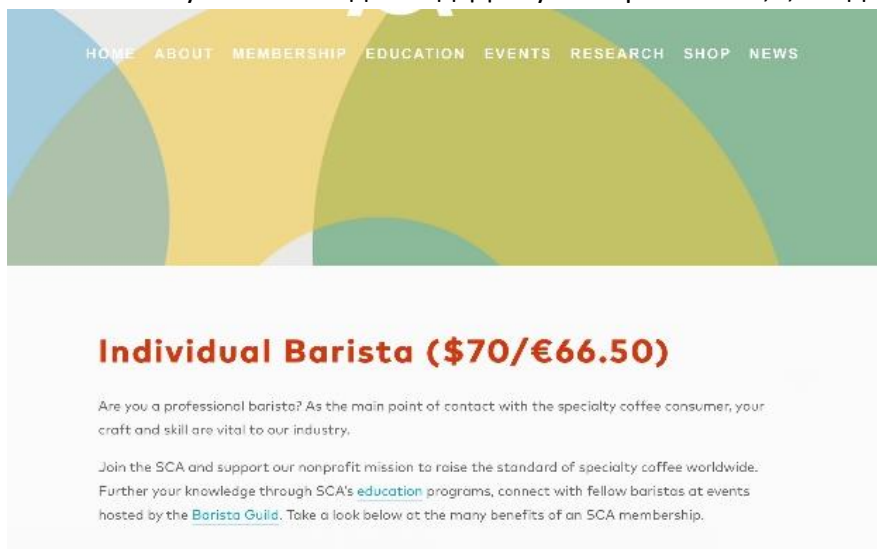 HOME ABOUT MEMBERSHIP EDUCATION EVENTS RESEARCH SHOP NEWS
Individual Barista ($70/€66.50)
Are you a professional barista? As the main point of contact with the specialty coffee consumer, your
craft and skill are vital to our industry.
Join the SCA and support our nonprofit mission to raise the standard of specialty coffee worldwide.
Further your knowledge through SCA's education programs, connect with fellow baristas at events
hosted by the Barista Guild. Take a look below at the many benefits of an SCA membership.